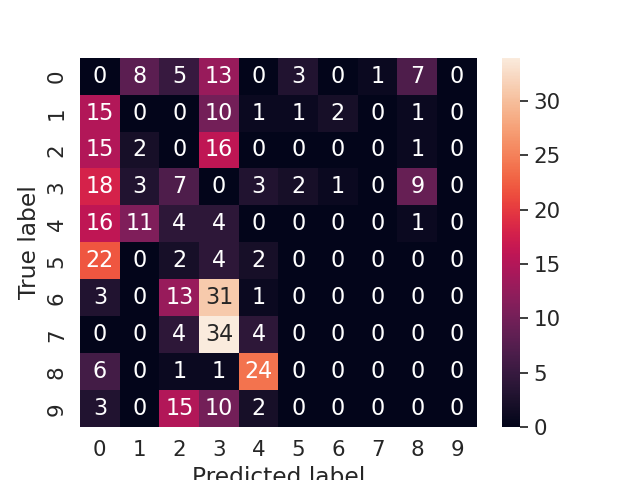 0 0 8 5 13 0 3 0 1 7 0
1 15 0 0 10 1 1 2 0 1 0
2 15 2 0 16 0 0 0 0 1 0
3 18 3 7 0 3 2 1 0 9 0
4 16 11 4 4 0 0 0 0 1 0
5 22 0 2 4 2 0 0 0 0 0
6 3 0 13 31 1 0 0 0 0 0
7 0 0 4 34 4 0 0 0 0 0
8 6 0 1 1 24 0 0 0 0 0
9 3 0 15 10 2 0 0 0 0 0
0 1 2 3 4 5 6 7 8 9
Predicted label
True label
30
25
20
15
10
5
0